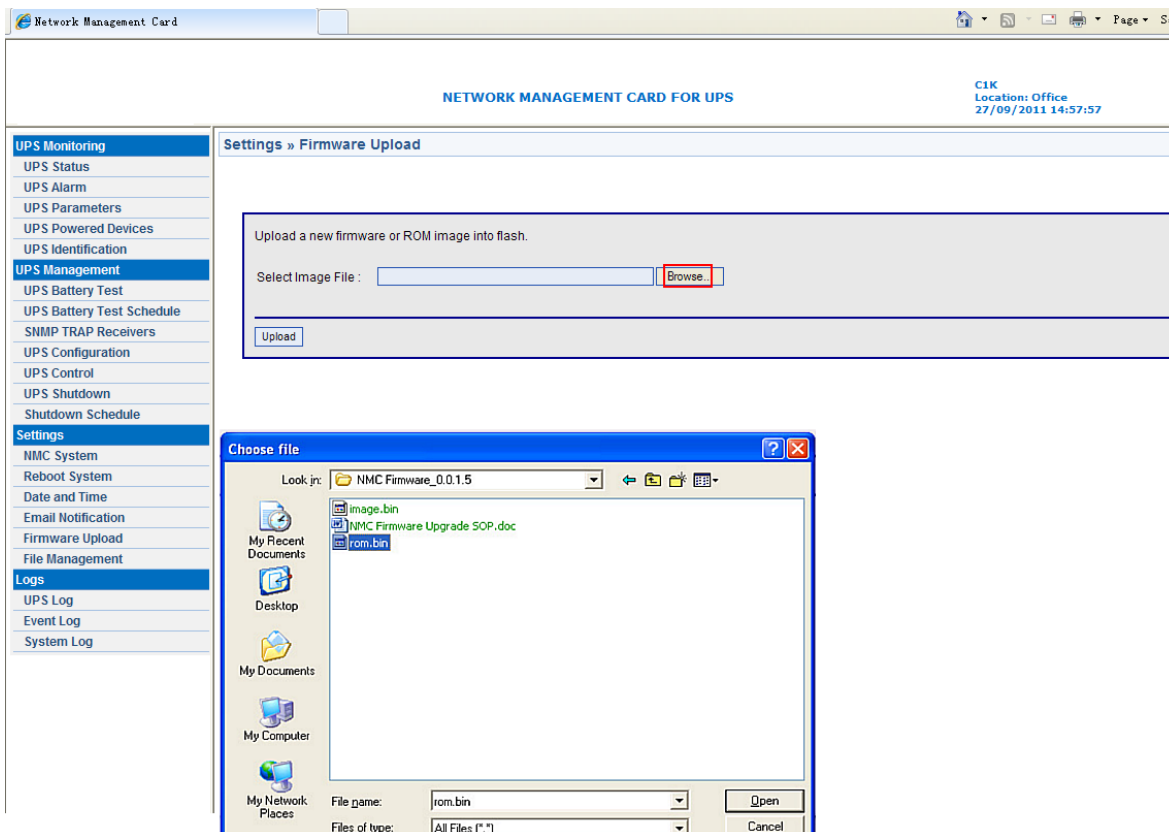 Network Management Card
Page
NETWORK MANAGEMENT CARD FOR UPS
C1K
Location: Office
27/09/2011 14:57:57
UPS Monitoring
UPS Status
UPS Alarm
UPS Parameters
UPS Powered Devices
UPS Identification
UPS Management
UPS Battery Test
UPS Battery Test Schedule
SNMP TRAP Receivers
UPS Configuration
UPS Control
UPS Shutdown
Shutdown Schedule
Settings
NMC System
Reboot System
Date and Time
Email Notification
Firmware Upload
File Management
Logs
UPS Log
Event Log
System Log
Settings » Firmware Upload
Upload a new firmware or ROM image into flash.
Select Image File :
Browse...
Upload
Choose file
Look in:
NMC Firmware_0.0.1.5
My Recent
Documents
Desktop
My Documents
My Computer
My Network
Places
image.bin
NMC Firmware Upgrade SOP.doc
rom.bin
File name:
rom.bin
Open
Files of type:
All Files (*.*)
Cancel